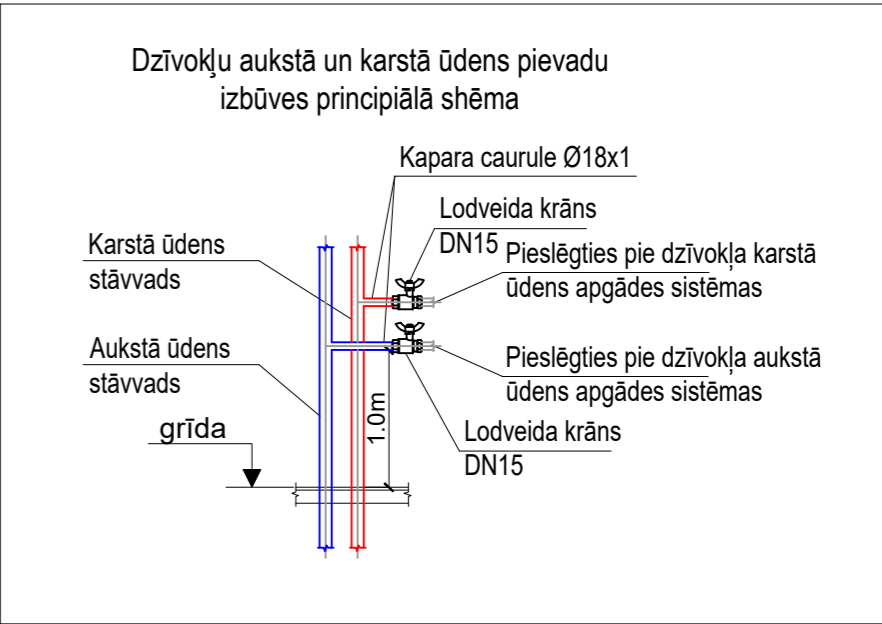 Dzīvokļu aukstā un karstā ūdens pievadu
izbūves principiālā shēma
Kapara caurule Ø18x1
Lodveida krāns
DN15
Karstā ūdens
stāvvads
Pieslēgties pie dzīvokļa karstā
ūdens apgādes sistēmas
Aukstā ūdens
stāvvads
Pieslēgties pie dzīvokļa aukstā
ūdens apgādes sistēmas
grīda
1.0m
Lodveida krāns
DN15